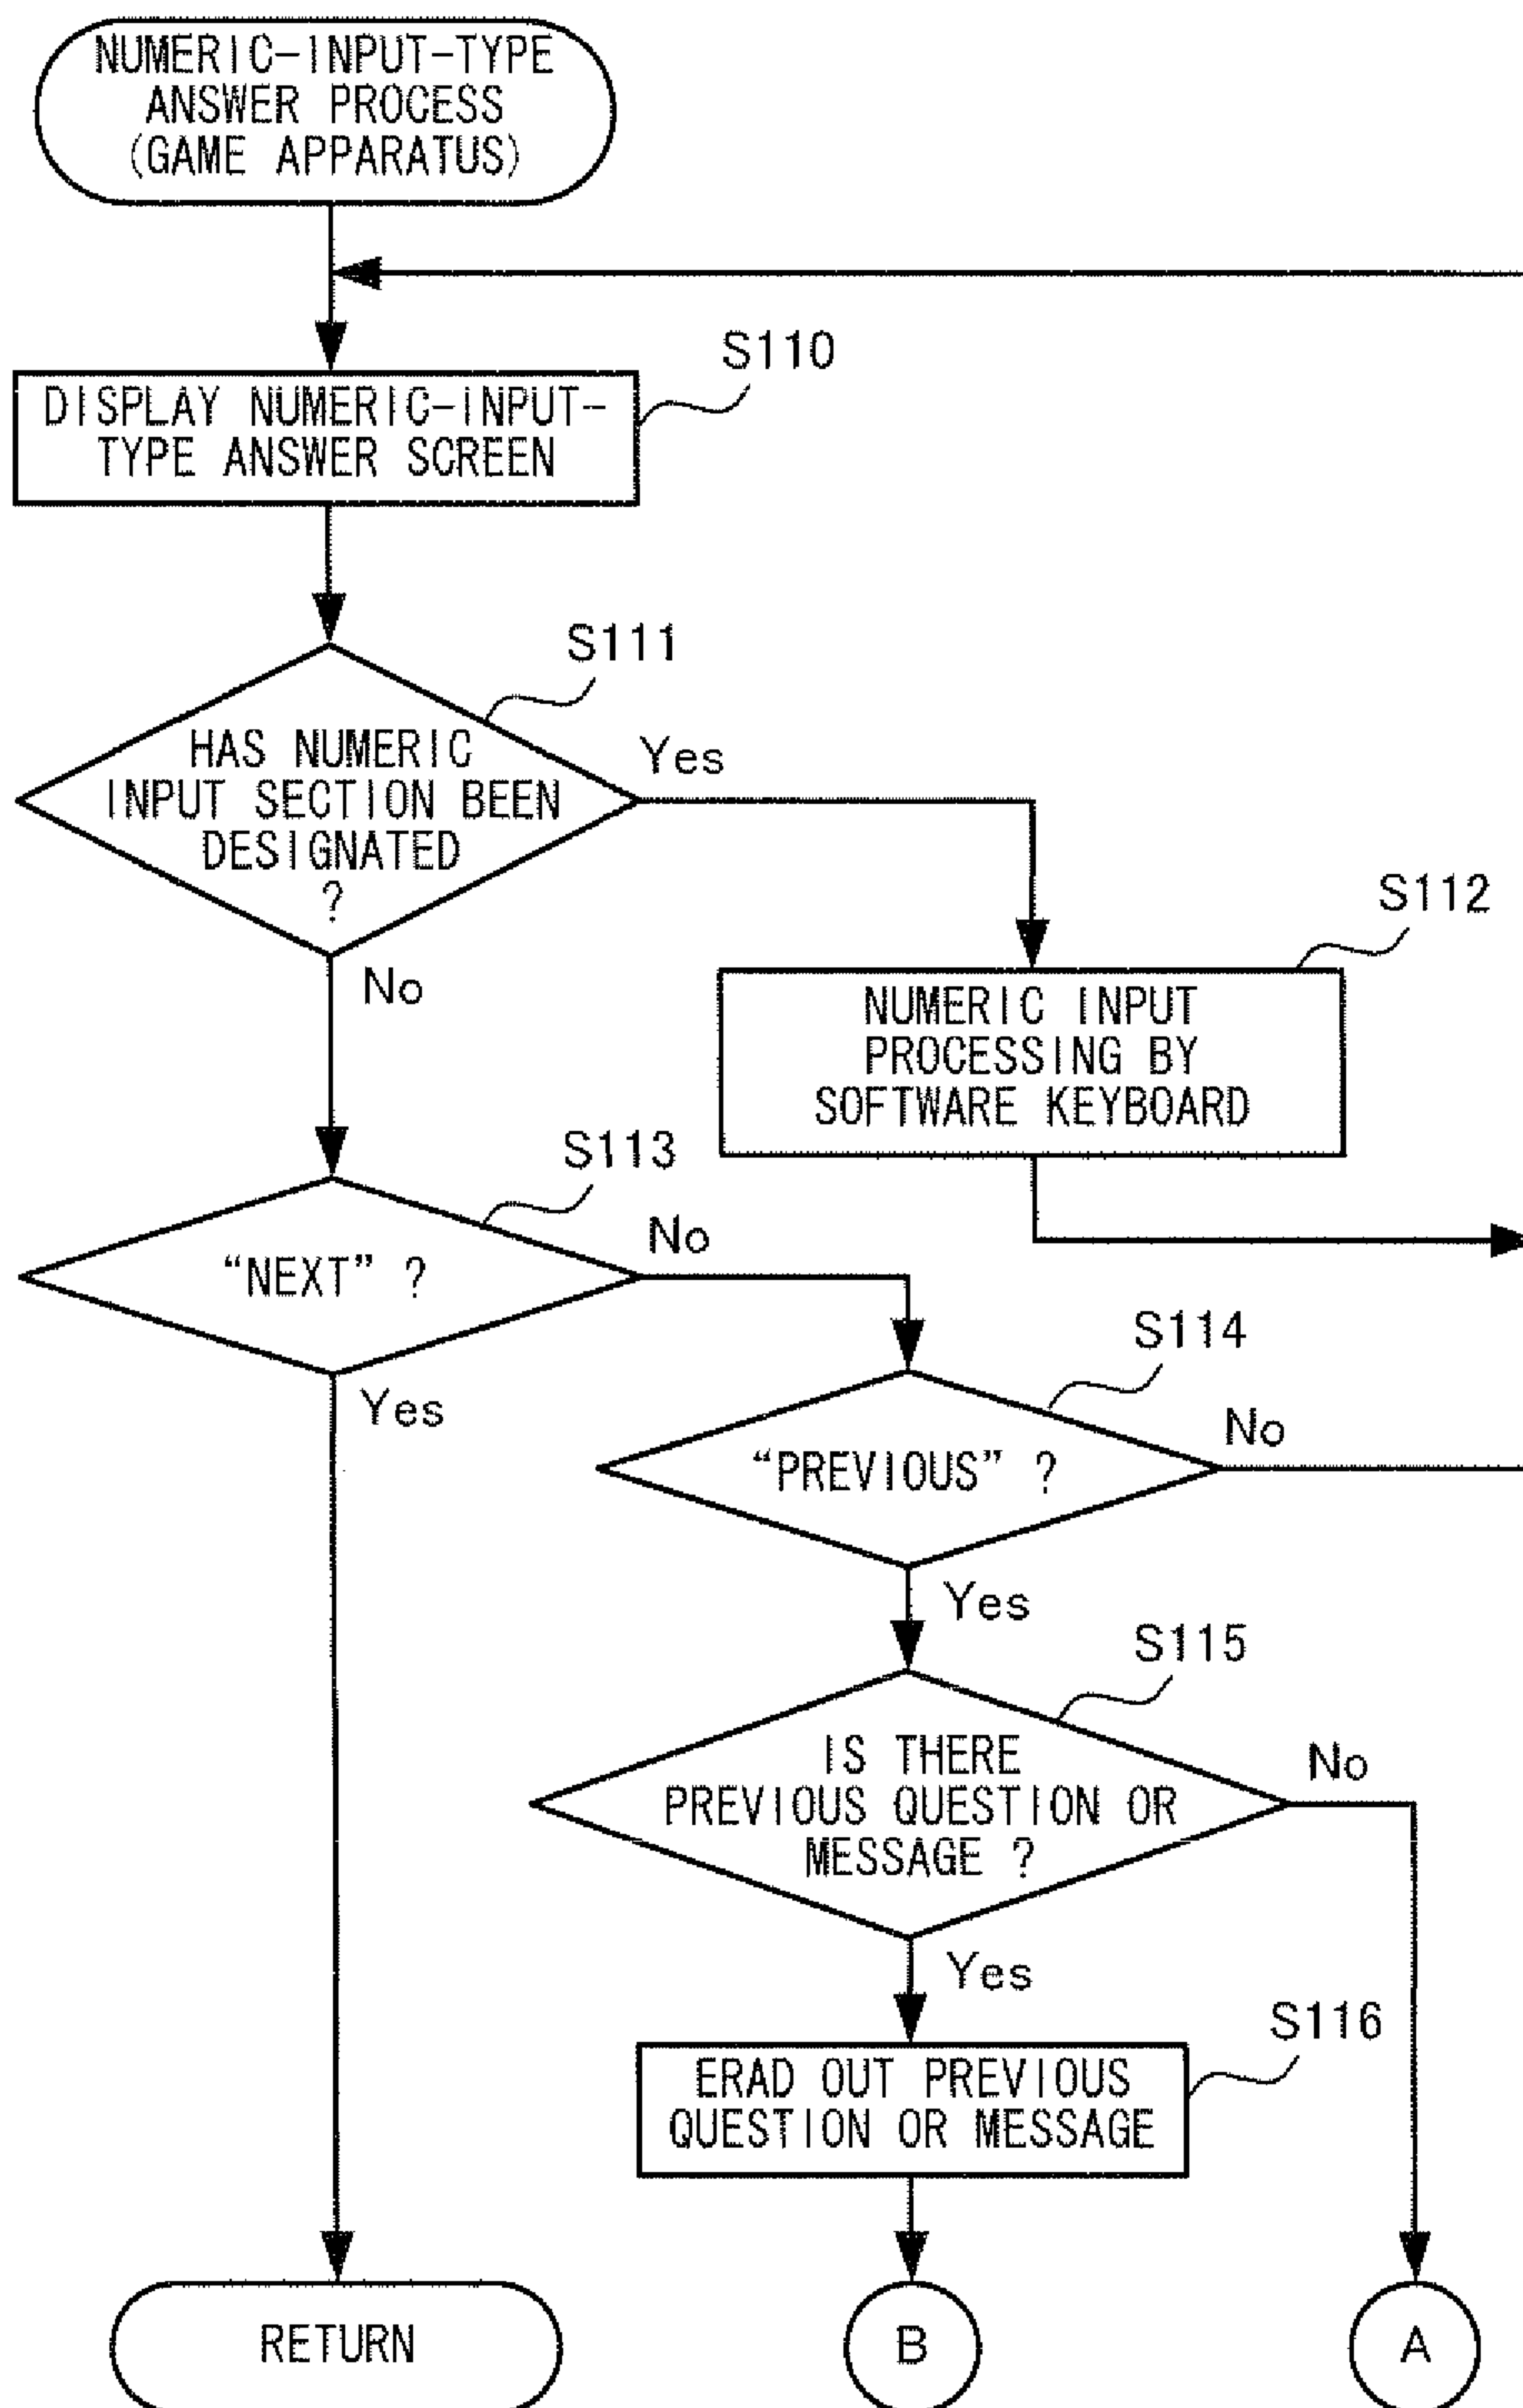 NUMERIC-INPUT-TYPE
ANSWER PROCESS
(GAME APPARATUS)
S110
DISPLAY NUMERIC-INPUT-
TYPE ANSWER SCREEN
S111
HAS NUMERIC
INPUT SECTION BEEN
DESIGNATED
?
Yes
No
S112
NUMERIC INPUT
PROCESSING BY
SOFTWARE KEYBOARD
S113
“NEXT” ?
No
Yes
S114
“PREVIOUS” ?
No
Yes
S115
IS THERE
PREVIOUS QUESTION OR
MESSAGE ?
No
Yes
S116
ERAD OUT PREVIOUS
QUESTION OR MESSAGE
RETURN
B
A